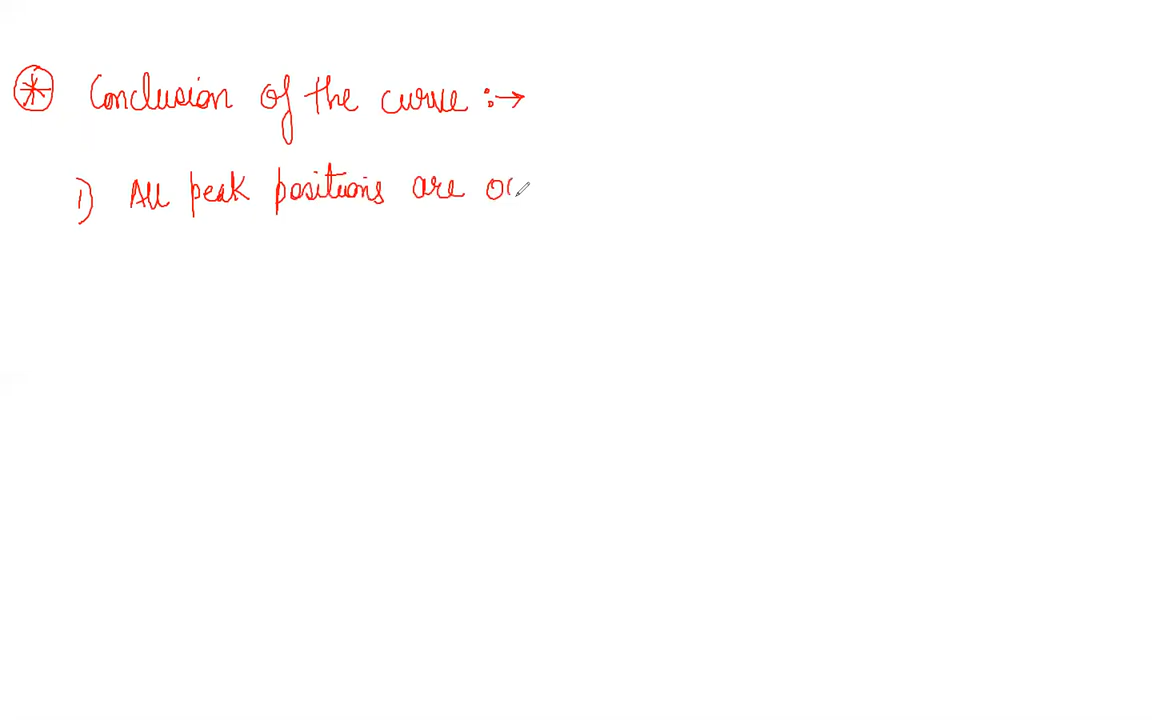 * Conclusion of the curve :→
1) All peak positions are